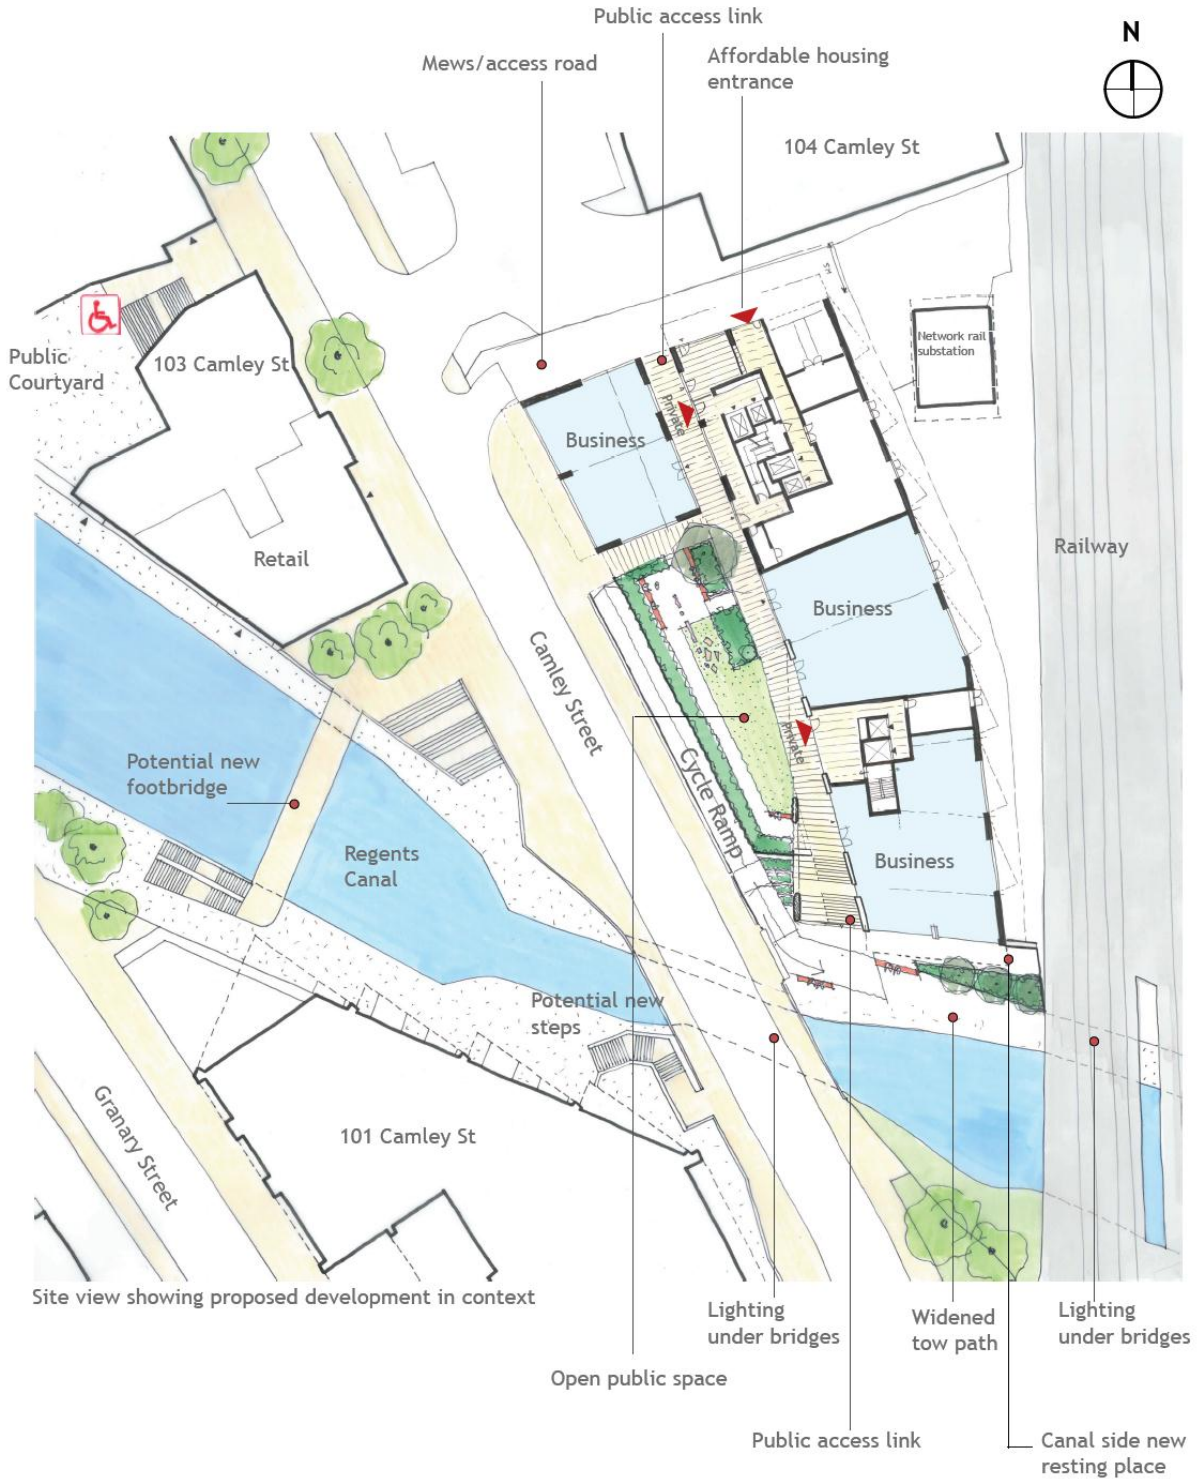 Public access link
N
Mews/access road
Affordable housing
entrance
104 Camley St
Public
Courtyard
103 Camley St
Network rail
substation
Private
Business
Retail
Railway
Business
Camley Street
Private
Cycle Ramp
Potential new
footbridge
Regents
Canal
Business
Potential new
steps
Granary Street
101 Camley St
Site view showing proposed development in context
Lighting
under bridges
Widened
tow path
Lighting
under bridges
Open public space
Public access link
Canal side new
resting place